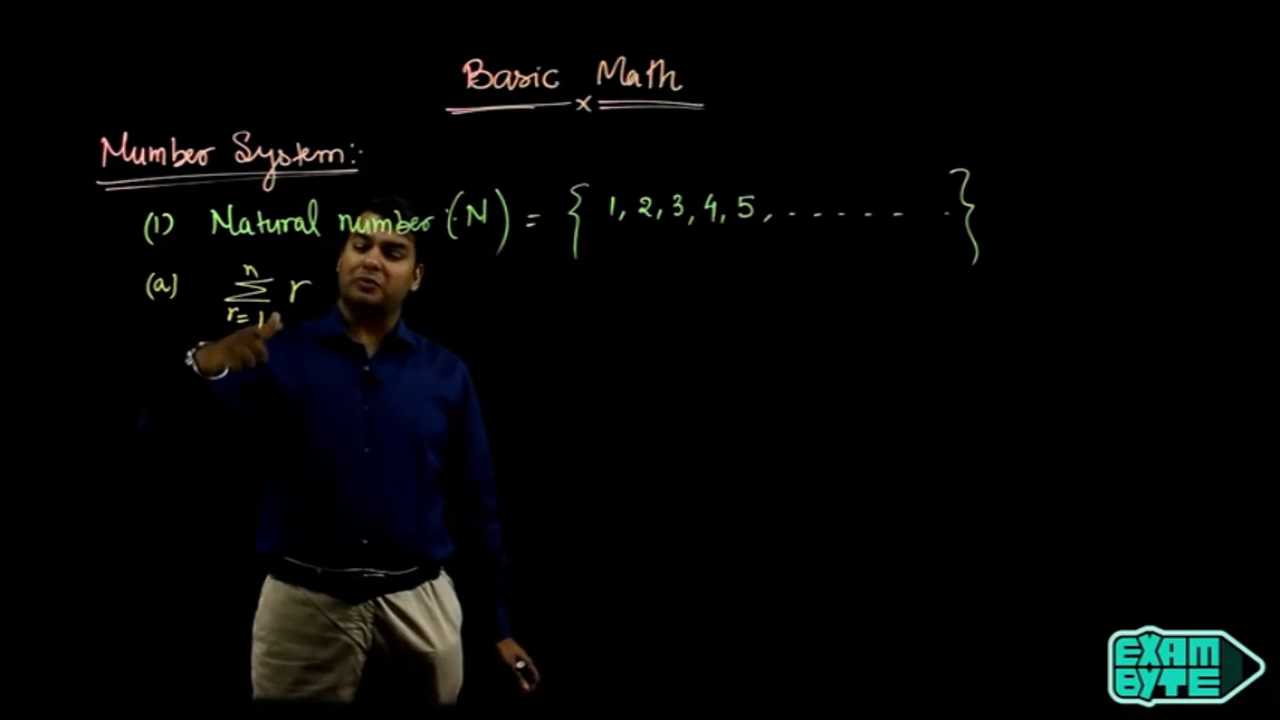 Basic Math
x
Number System:
(1) Natural number :(N) = { 1, 2, 3, 4, 5, . . . . . . . }
(a) n∑r=1 r
EXAM
BYTE